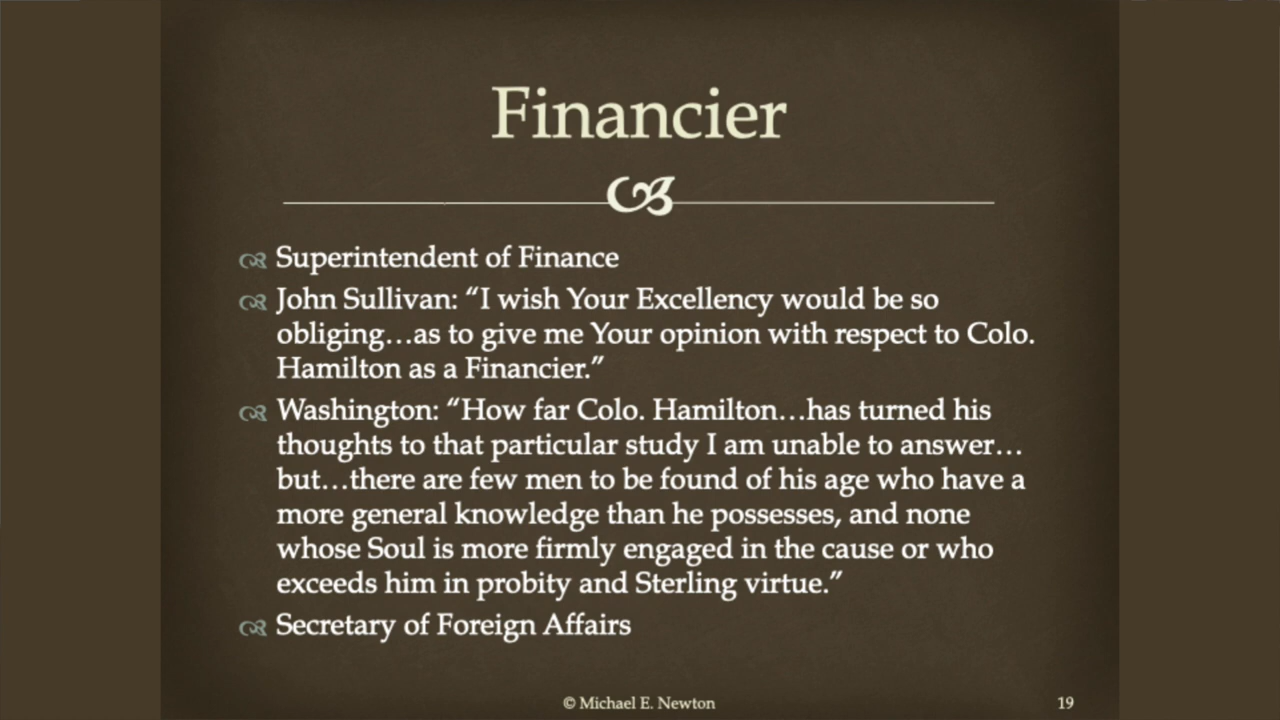 Financier
Superintendent of Finance
John Sullivan: “I wish Your Excellency would be so
obliging…as to give me Your opinion with respect to Colo.
Hamilton as a Financier.”
Washington: “How far Colo. Hamilton…has turned his
thoughts to that particular study I am unable to answer…
but…there are few men to be found of his age who have a
more general knowledge than he possesses, and none
whose Soul is more firmly engaged in the cause or who
exceeds him in probity and Sterling virtue.”
Secretary of Foreign Affairs
© Michael E. Newton
19